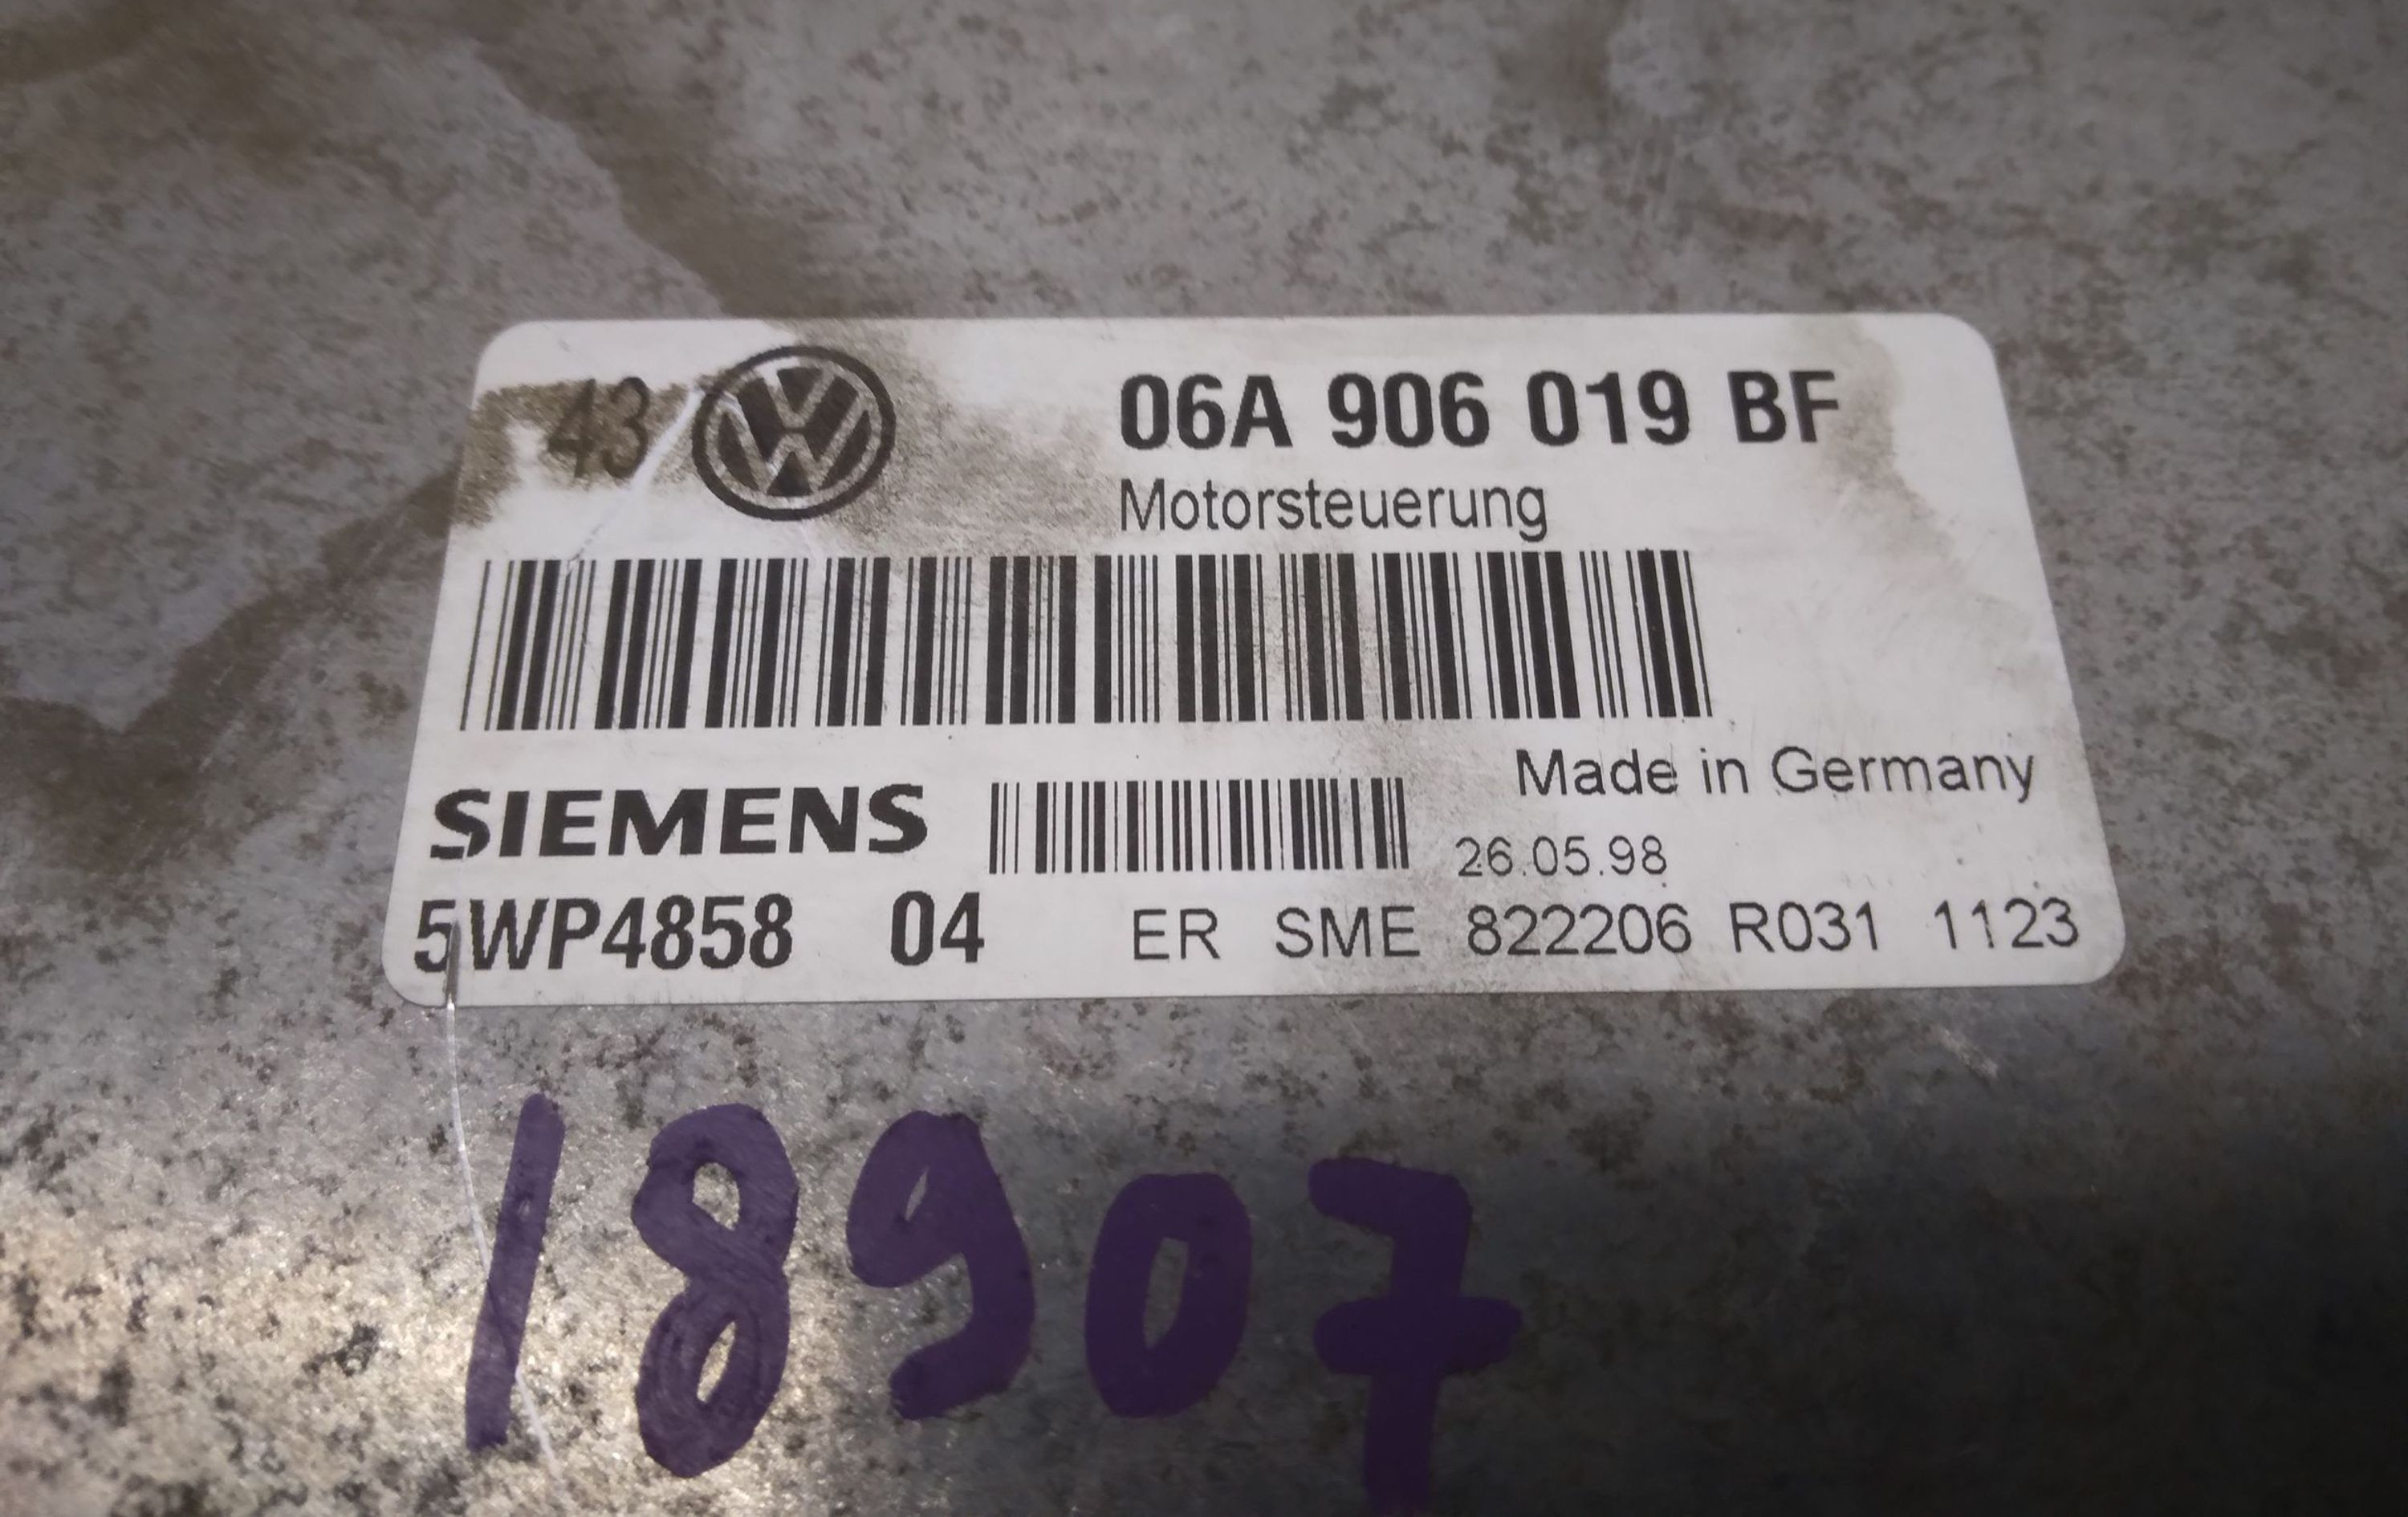 43 06A 906 019 BF
Motorsteuerung
Made in Germany
SIEMENS 26.05.98
5WP4858 04 ER SME 822206 R031 1123
18907